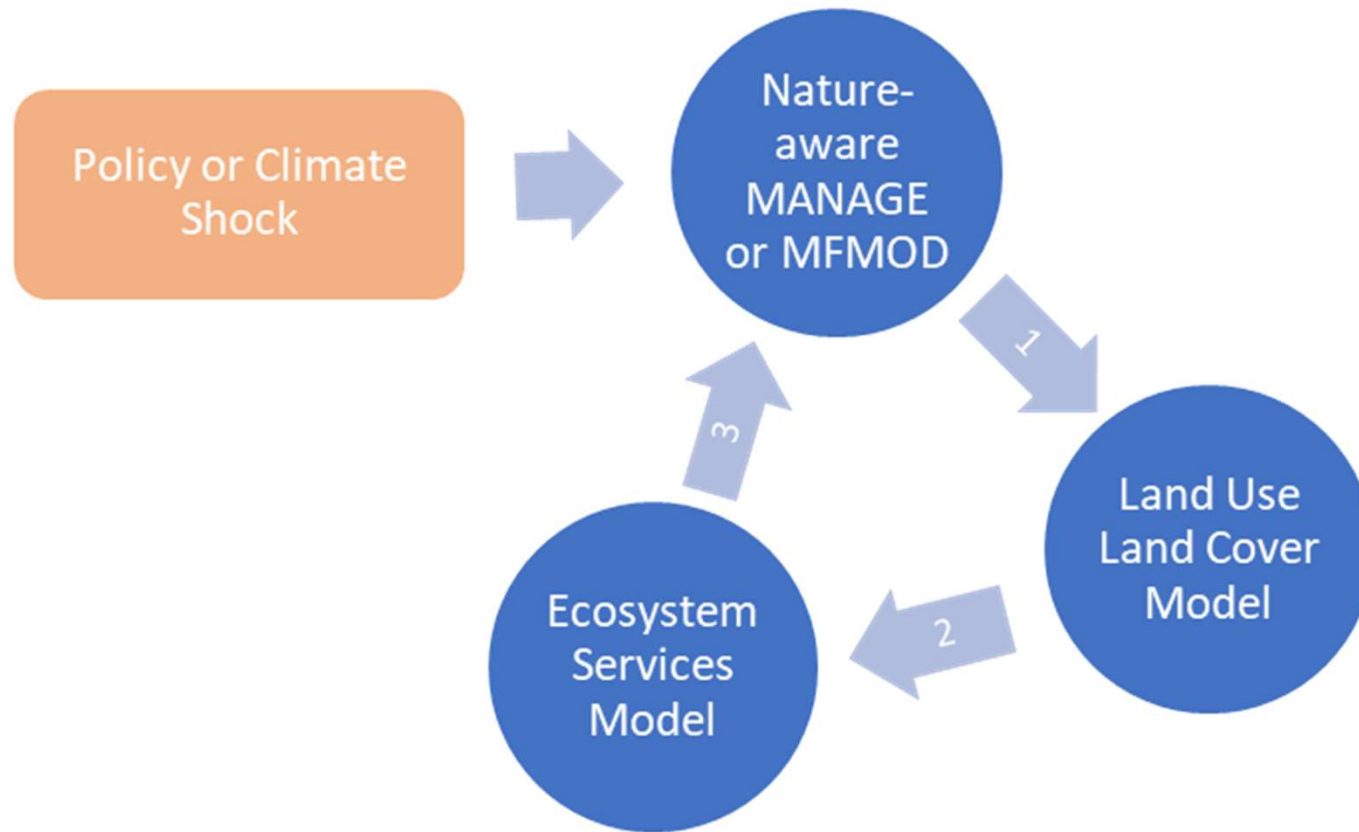 Policy or Climate
Shock
Nature-
aware
MANAGE
or MFMOD
1
Land Use
Land Cover
Model
2
Ecosystem
Services
Model
3